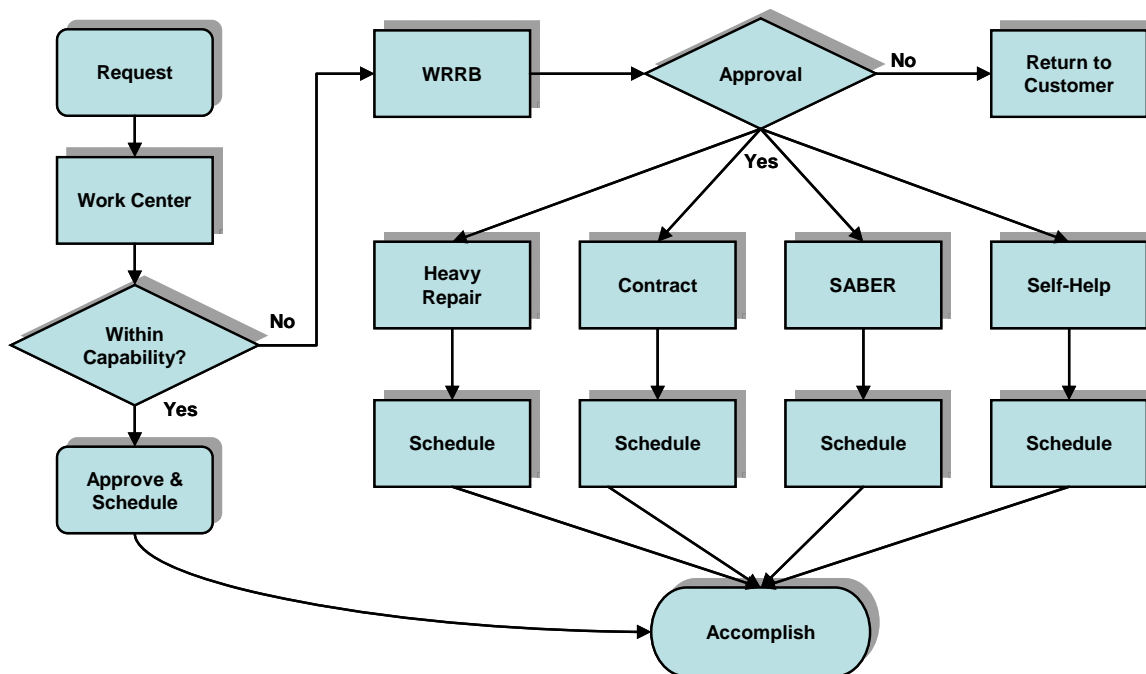 Request
WRRB
Approval
No
Return to
Customer
Work Center
Yes
Within
Capability?
No
Heavy
Repair
Contract
SABER
Self-Help
Yes
Approve &
Schedule
Schedule
Schedule
Schedule
Schedule
Accomplish